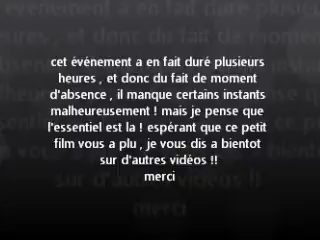 cet événement a en fait duré plusieurs
heures , et donc du fait de moment
d'absence , il manque certains instants
malheureusement ! mais je pense que
l'essentiel est la ! espérant que ce petit
film vous a plu , je vous dis a bientot
sur d'autres vidéos !!
merci